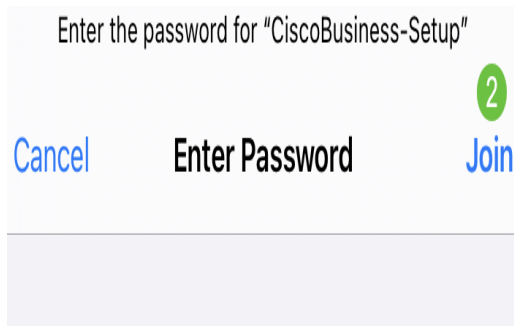 Enter the password for “CiscoBusiness-Setup”
2
Cancel Enter Password Join